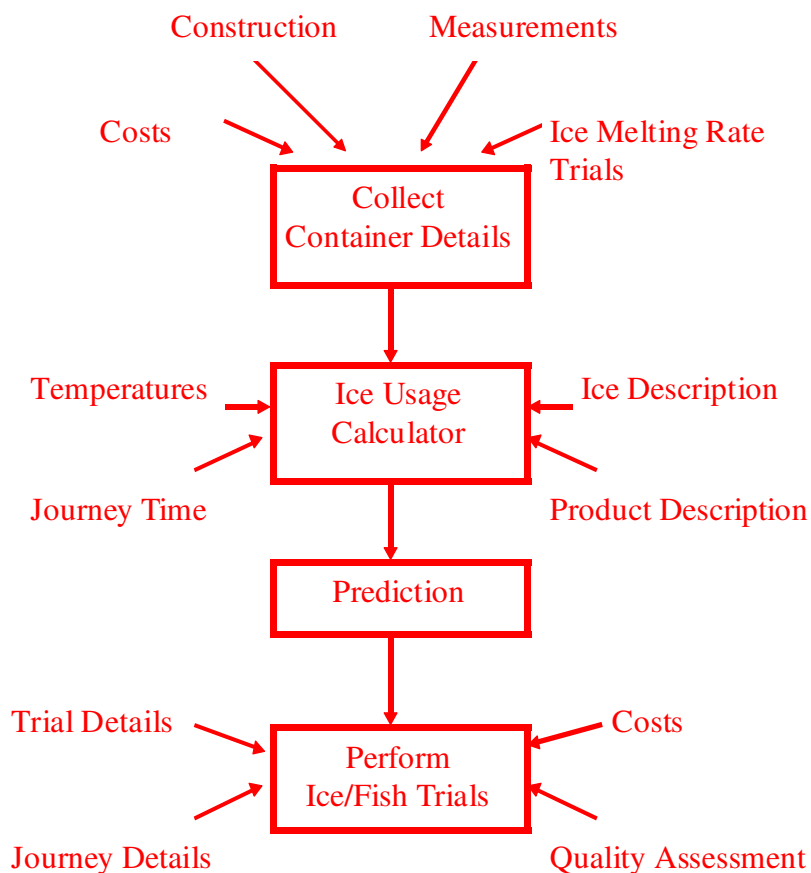 Construction
Measurements
Costs
Ice Melting Rate
Trials
Collect
Container Details
Temperatures
Ice Usage
Calculator
Ice Description
Journey Time
Product Description
Prediction
Trial Details
Costs
Perform
Ice/Fish Trials
Journey Details
Quality Assessment